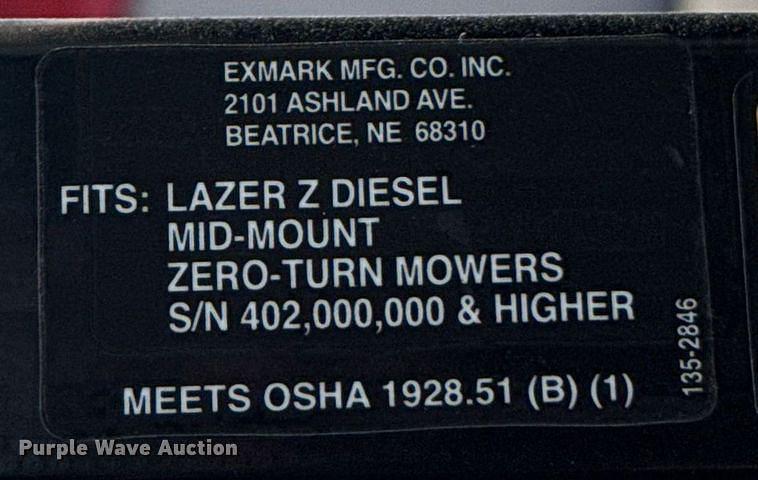 EXMARK MFG. CO. INC.
2101 ASHLAND AVE.
BEATRICE, NE 68310
FITS: LAZER Z DIESEL
MID-MOUNT
ZERO-TURN MOWERS
S/N 402,000,000 & HIGHER
135-2846
MEETS OSHA 1928.51 (B) (1)
Purple Wave Auction